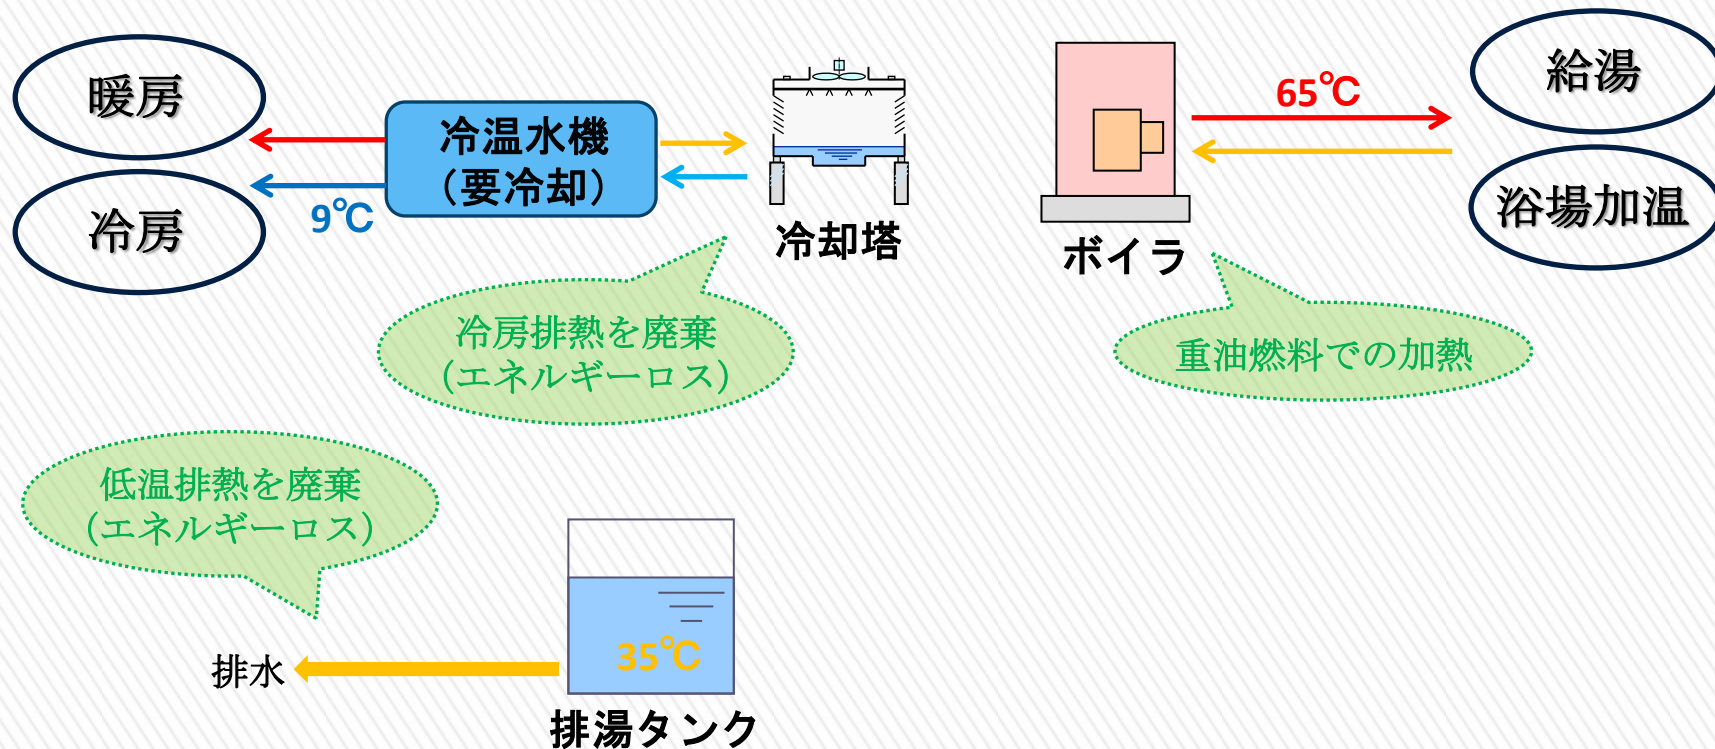 暖房
冷房
9℃
冷温水機
（要冷却）
冷却塔
ボイラ
65℃
給湯
浴場加温
冷房排熱を廃棄
（エネルギーロス）
重油燃料での加熱
低温排熱を廃棄
（エネルギーロス）
排水
35℃
排湯タンク